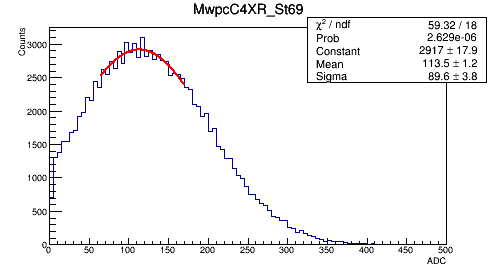 MwpcC4XR_St69
χ² / ndf 59.32 / 18
Prob 2.629e-06
Constant 2917 ± 17.9
Mean 113.5 ± 1.2
Sigma 89.6 ± 3.8
Counts
3000
2500
2000
1500
1000
500
0
0 50 100 150 200 250 300 350 400 450 500
ADC